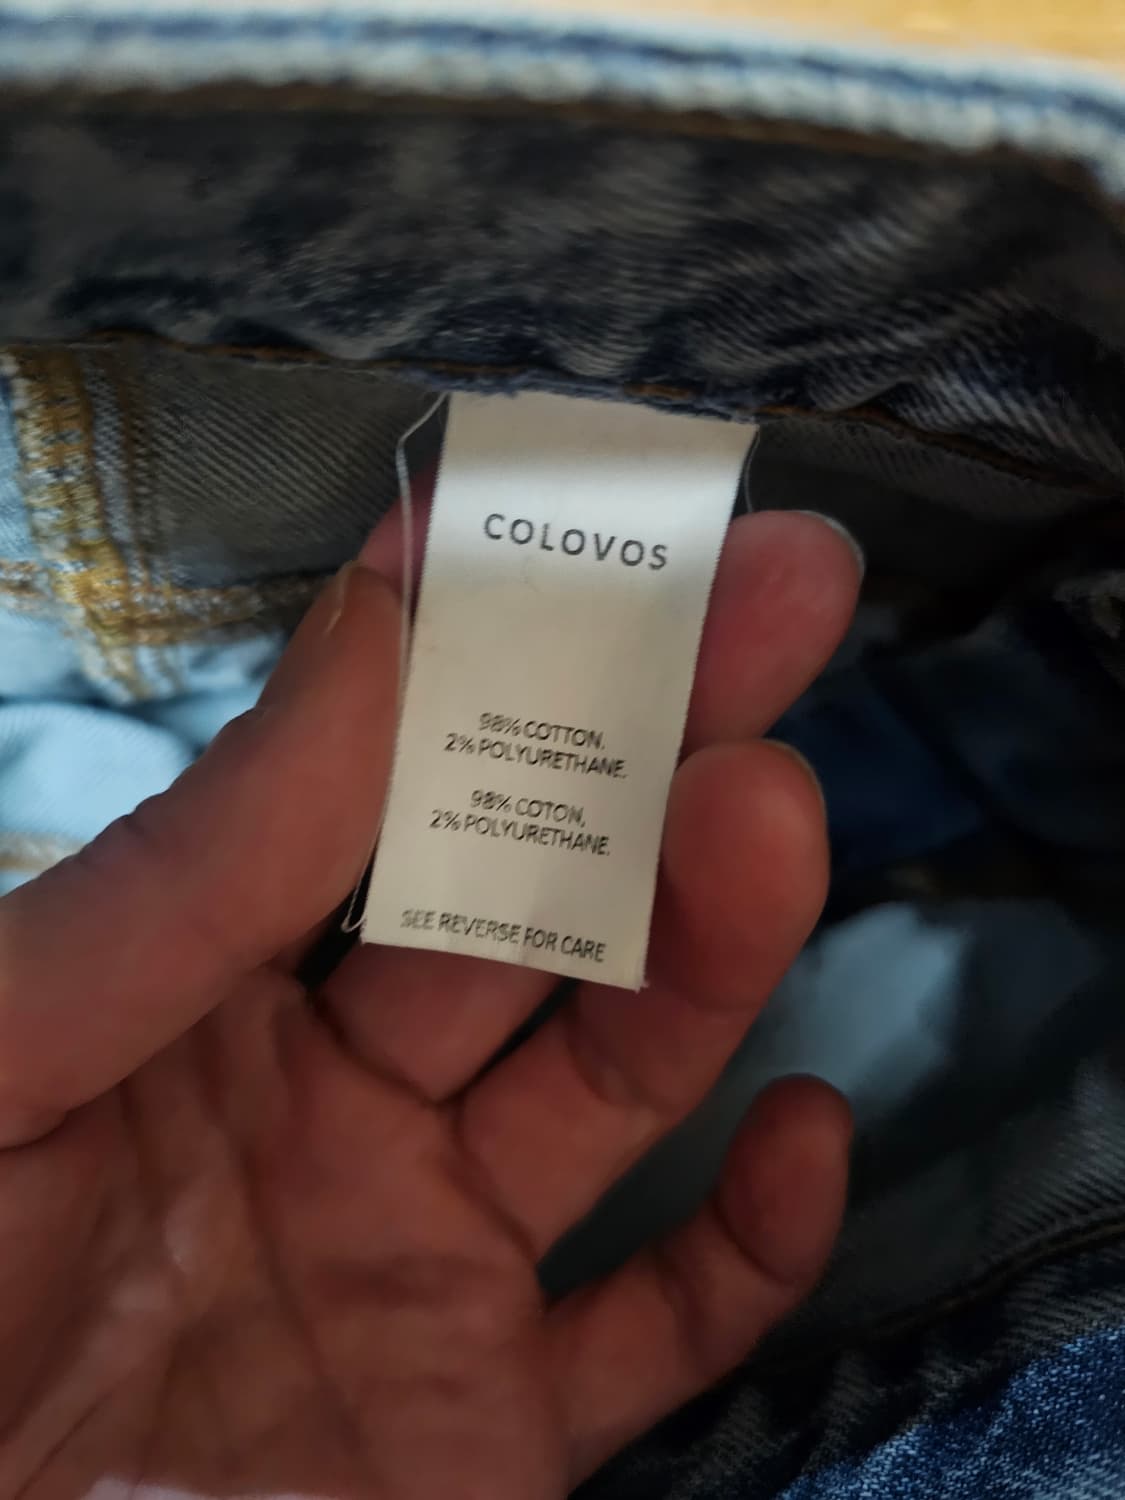 COLOVOS
98% COTTON,
2% POLYURETHANE.
98% COTON,
2% POLYURETHANE.
SEE REVERSE FOR CARE